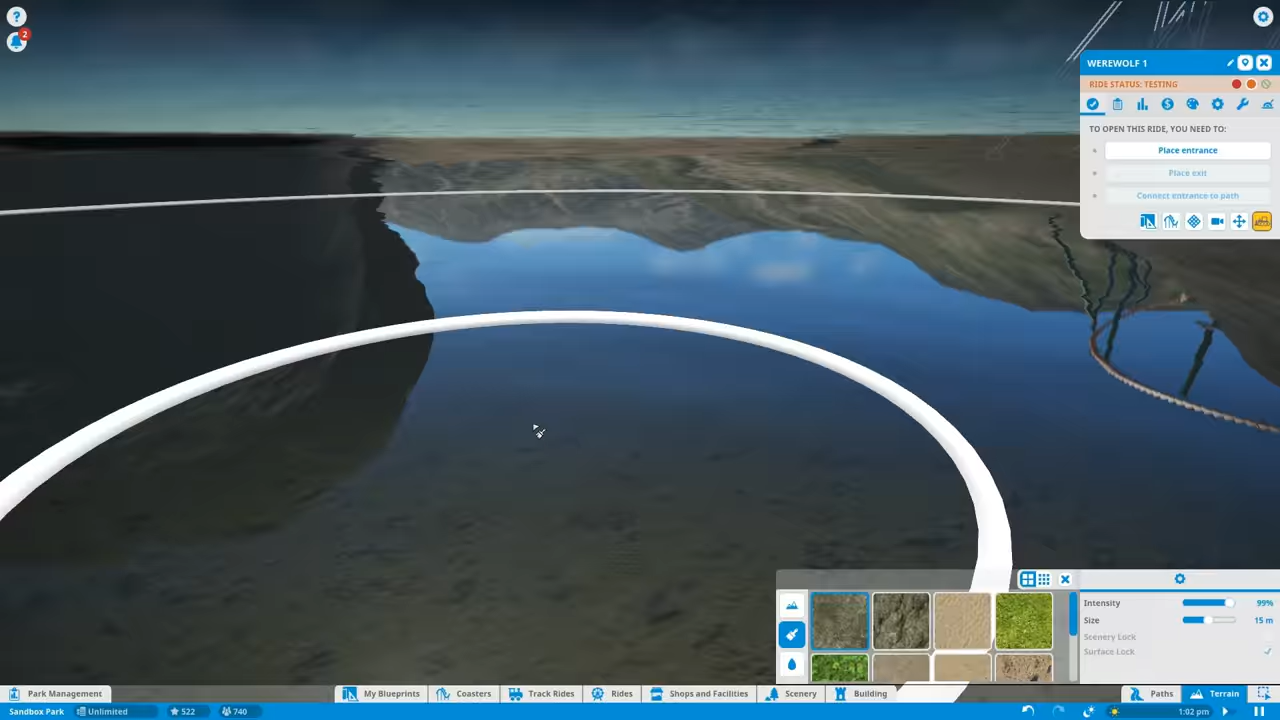 ?
2
WEREWOLF 1
RIDE STATUS: TESTING
TO OPEN THIS RIDE, YOU NEED TO:
Place entrance
Place exit
Connect entrance to path
Intensity 99%
Size 15 m
Scenery Lock
Surface Lock
Park Management My Blueprints Coasters Track Rides Rides Shops and Facilities Scenery Building Paths Terrain
Sandbox Park Unlimited 522 740 1:02 pm